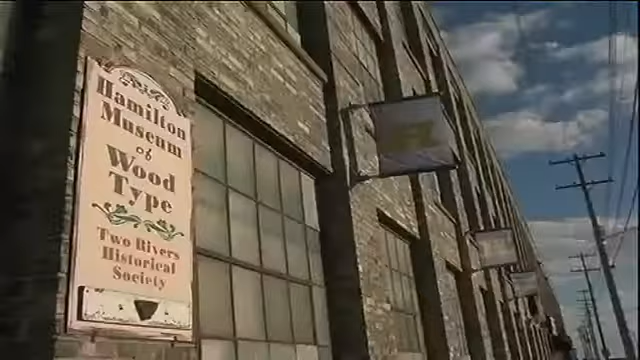 Hamilton
Museum
of
Wood
Type
Two Rivers
Historical
Society